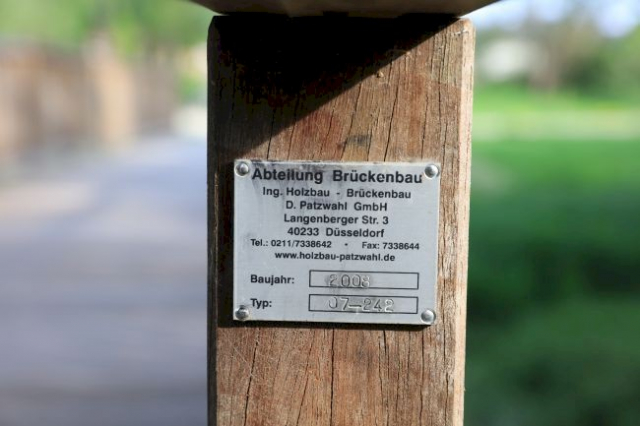 Abteilung Brückenbau
Ing. Holzbau - Brückenbau
D. Patzwahl GmbH
Langenberger Str. 3
40233 Düsseldorf
Tel.: 0211/7338642 • Fax: 7338644
www.holzbau-patzwahl.de
Baujahr: 2008
Typ: 07-242